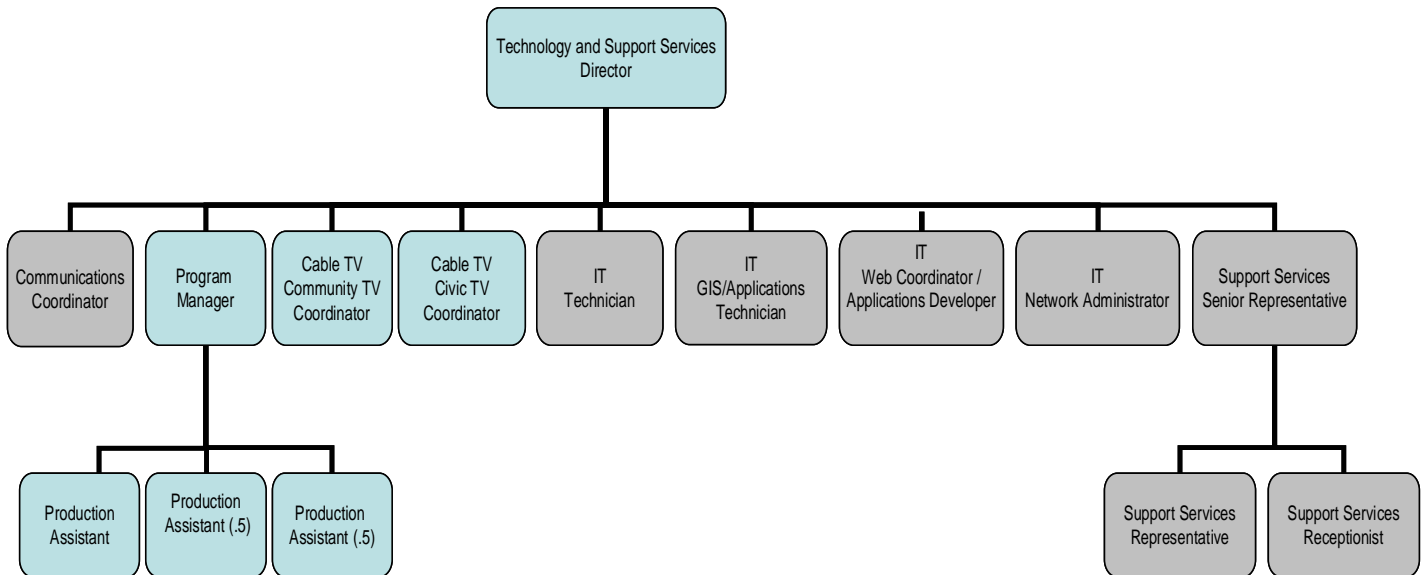 Technology and Support Services
Director
Communications
Coordinator
Program
Manager
Cable TV
Community TV
Coordinator
Cable TV
Civic TV
Coordinator
IT
Technician
IT
GIS/Applications
Technician
IT
Web Coordinator /
Applications Developer
IT
Network Administrator
Support Services
Senior Representative
Production
Assistant
Production
Assistant (.5)
Production
Assistant (.5)
Support Services
Representative
Support Services
Receptionist